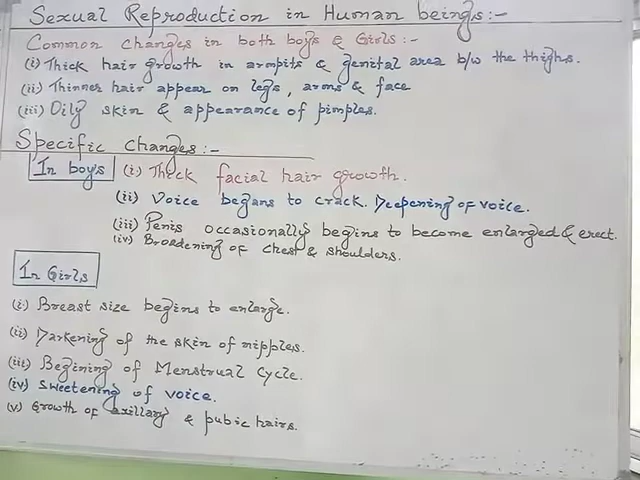 Sexual Reproduction in Human beings:-
Common changes in both boys & Girls:-
(i) Thick hair growth in armpits & genital area b/w the thighs.
(ii) Thinner hair appear on legs, arms & face
(iii) Oily skin & appearance of pimples.
Specific changes:-
In boys (i) Thick facial hair growth.
(ii) Voice begans to crack. Deepening of voice.
(iii) Penis occasionally begins to become enlarged & erect.
(iv) Broadening of chest & shoulders.
In Girls
(i) Breast size begins to enlarge.
(ii) Darkening of the skin of nipples.
(iii) Begining of Menstrual Cycle.
(iv) Sweetening of voice.
(v) Growth of axillary & pubic hairs.